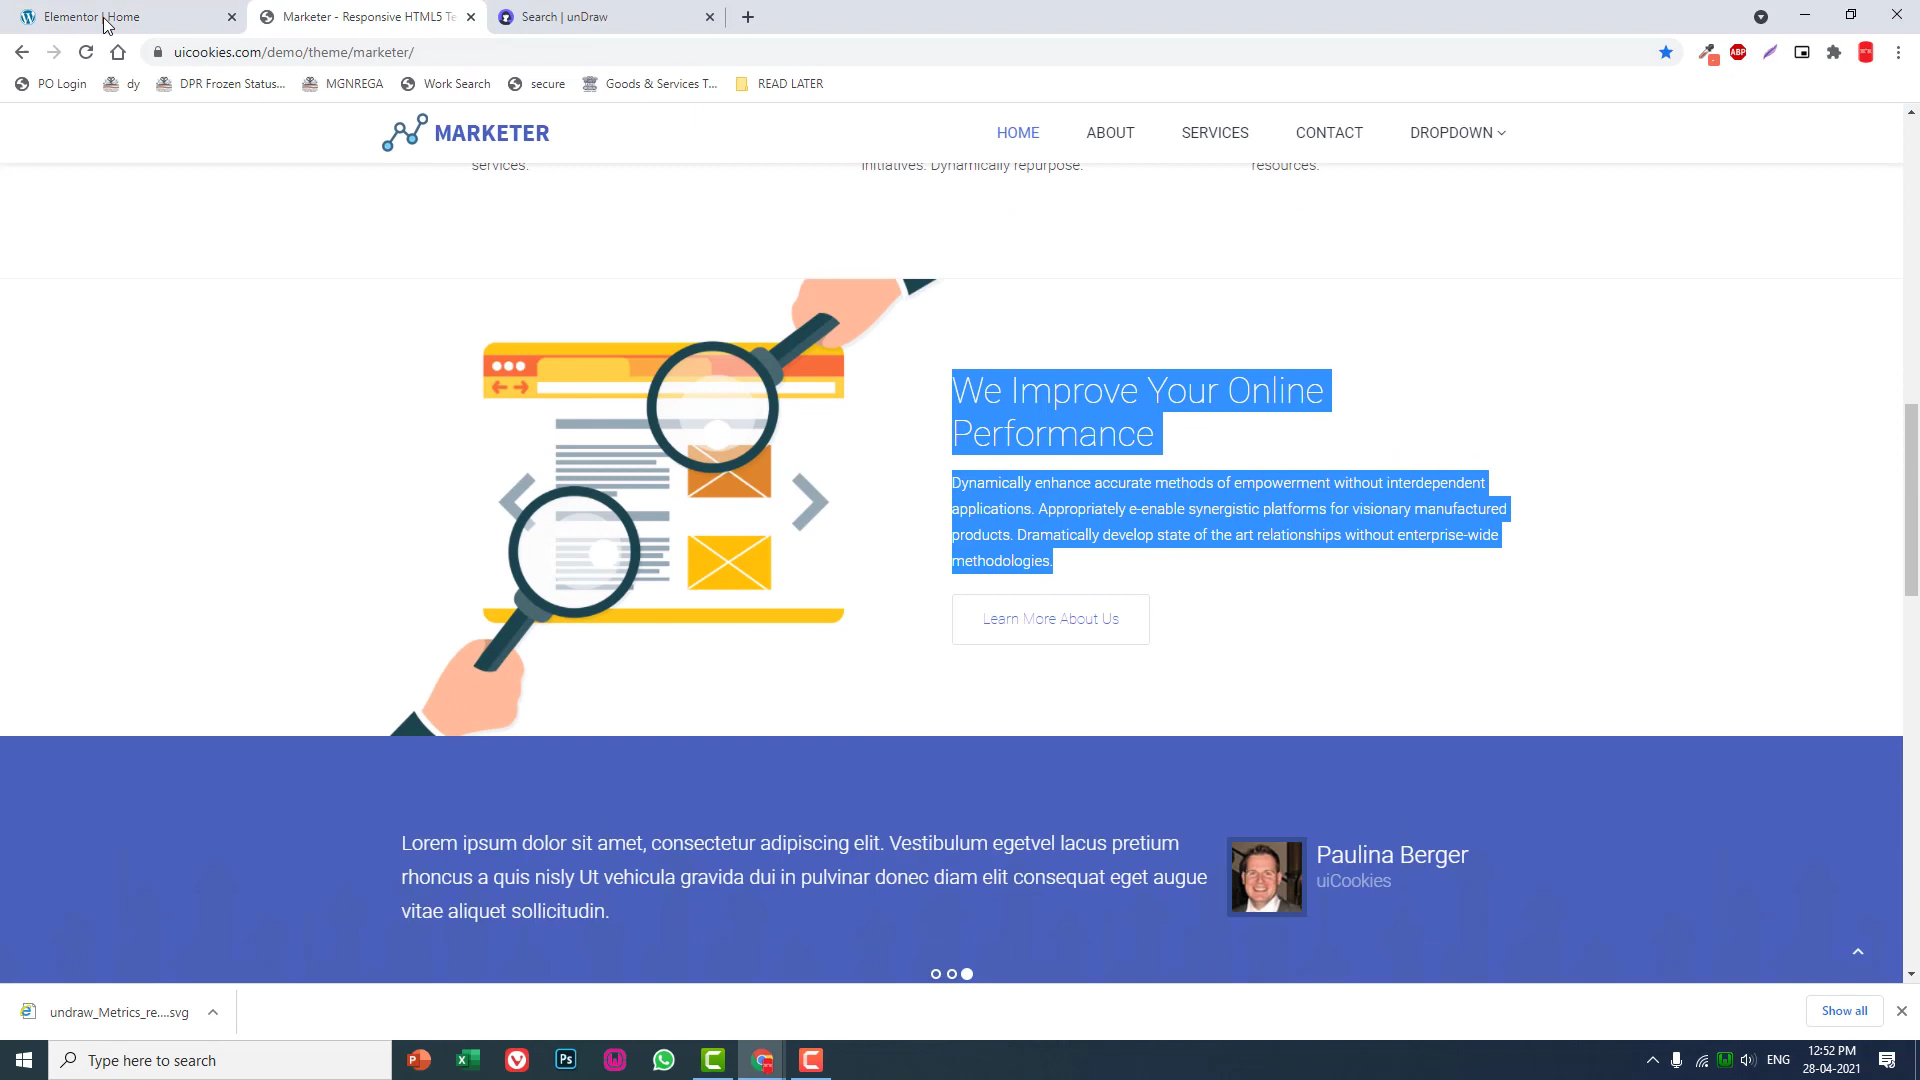 Elementor | Home
Marketer - Responsive HTML5 Te
Search | unDraw
uicookies.com/demo/theme/marketer/
PO Login
dy
DPR Frozen Status...
MGNREGA
Work Search
secure
Goods & Services T...
READ LATER
MARKETER
HOME
ABOUT
SERVICES
CONTACT
DROPDOWN
services.
initiatives. Dynamically repurpose.
resources.
We Improve Your Online
Performance
Dynamically enhance accurate methods of empowerment without interdependent
applications. Appropriately e-enable synergistic platforms for visionary manufactured
products. Dramatically develop state of the art relationships without enterprise-wide
methodologies.
Learn More About Us
Lorem ipsum dolor sit amet, consectetur adipiscing elit. Vestibulum egetvel lacus pretium
rhoncus a quis nisly Ut vehicula gravida dui in pulvinar donec diam elit consequat eget augue
vitae aliquet sollicitudin.
Paulina Berger
uiCookies
undraw_Metrics_re....svg
Show all
Type here to search
ENG
12:52 PM
28-04-2021